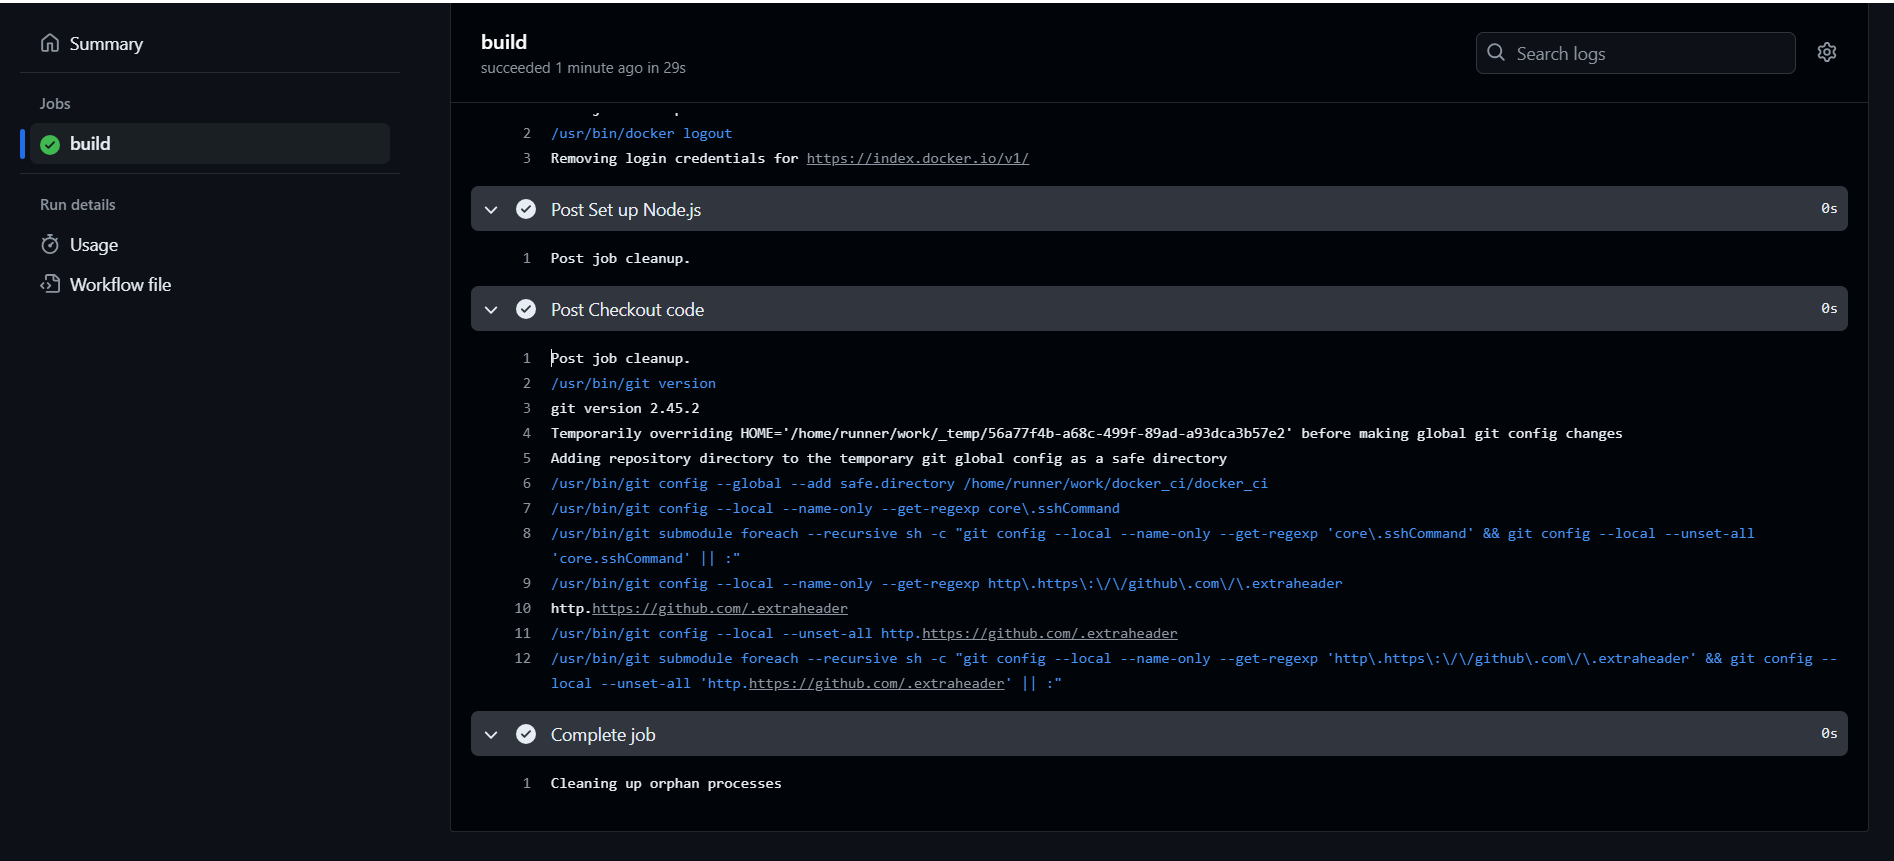 Summary
Jobs
build
Run details
Usage
Workflow file
build
succeeded 1 minute ago in 29s
Search logs
2 /usr/bin/docker logout
3 Removing login credentials for https://index.docker.io/v1/
Post Set up Node.js 0s
1 Post job cleanup.
Post Checkout code 0s
1 Post job cleanup.
2 /usr/bin/git version
3 git version 2.45.2
4 Temporarily overriding HOME='/home/runner/work/_temp/56a77f4b-a68c-499f-89ad-a93dca3b57e2' before making global git config changes
5 Adding repository directory to the temporary git global config as a safe directory
6 /usr/bin/git config --global --add safe.directory /home/runner/work/docker_ci/docker_ci
7 /usr/bin/git config --local --name-only --get-regexp core\.sshCommand
8 /usr/bin/git submodule foreach --recursive sh -c "git config --local --name-only --get-regexp 'core\.sshCommand' && git config --local --unset-all
'core.sshCommand' || :"
9 /usr/bin/git config --local --name-only --get-regexp http\.https\:\/\/github\.com\/\.extraheader
10 http.https://github.com/.extraheader
11 /usr/bin/git config --local --unset-all http.https://github.com/.extraheader
12 /usr/bin/git submodule foreach --recursive sh -c "git config --local --name-only --get-regexp 'http\.https\:\/\/github\.com\/\.extraheader' && git config --
local --unset-all 'http.https://github.com/.extraheader' || :"
Complete job 0s
1 Cleaning up orphan processes